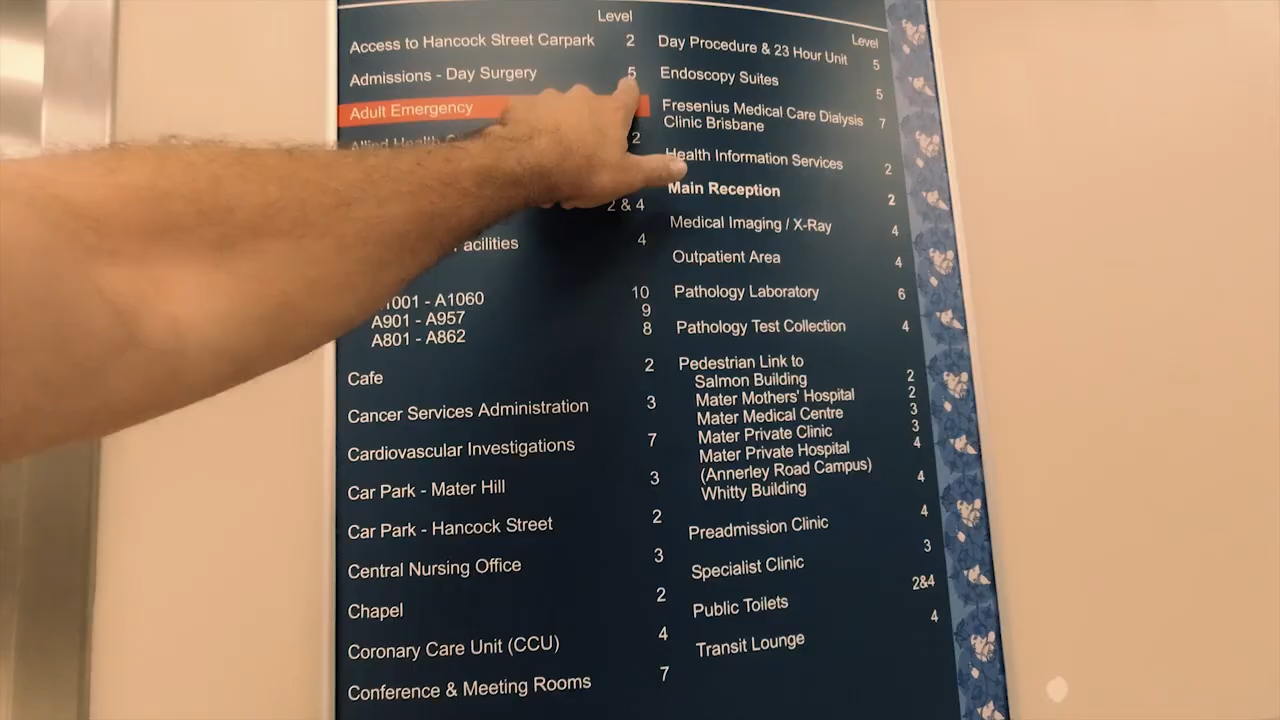 Level
Access to Hancock Street Carpark 2
Admissions - Day Surgery 5
Adult Emergency
Allied Health 2
2 & 4
acilities 4
1001 - A1060 10
A901 - A957 9
A801 - A862 8
Cafe 2
Cancer Services Administration 3
Cardiovascular Investigations 7
Car Park - Mater Hill 3
Car Park - Hancock Street 2
Central Nursing Office 3
Chapel 2
Coronary Care Unit (CCU) 4
Conference & Meeting Rooms 7
Level
Day Procedure & 23 Hour Unit 5
Endoscopy Suites 5
Fresenius Medical Care Dialysis 7
Clinic Brisbane
Health Information Services 2
Main Reception 2
Medical Imaging / X-Ray 4
Outpatient Area 4
Pathology Laboratory 6
Pathology Test Collection 4
Pedestrian Link to
Salmon Building 2
Mater Mothers' Hospital 2
Mater Medical Centre 3
Mater Private Clinic 3
Mater Private Hospital 4
(Annerley Road Campus)
Whitty Building 4
Preadmission Clinic 4
Specialist Clinic 3
Public Toilets 2&4
Transit Lounge 4